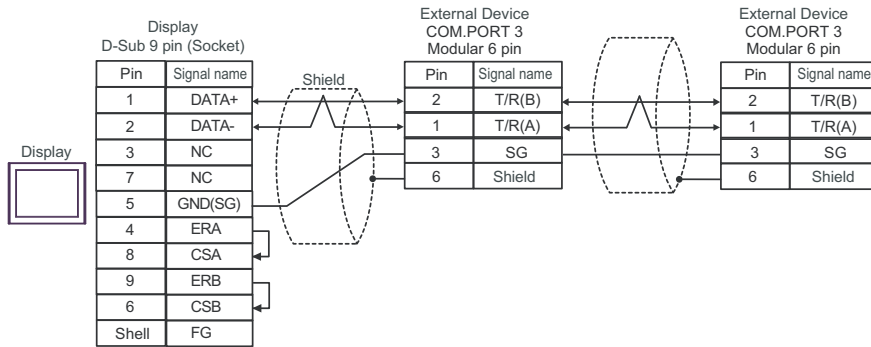 Display
D-Sub 9 pin (Socket)
Pin Signal name
1 DATA+
2 DATA-
3 NC
7 NC
5 GND(SG)
4 ERA
8 CSA
9 ERB
6 CSB
Shell FG
Display
Shield
External Device
COM.PORT 3
Modular 6 pin
Pin Signal name
2 T/R(B)
1 T/R(A)
3 SG
6 Shield
External Device
COM.PORT 3
Modular 6 pin
Pin Signal name
2 T/R(B)
1 T/R(A)
3 SG
6 Shield